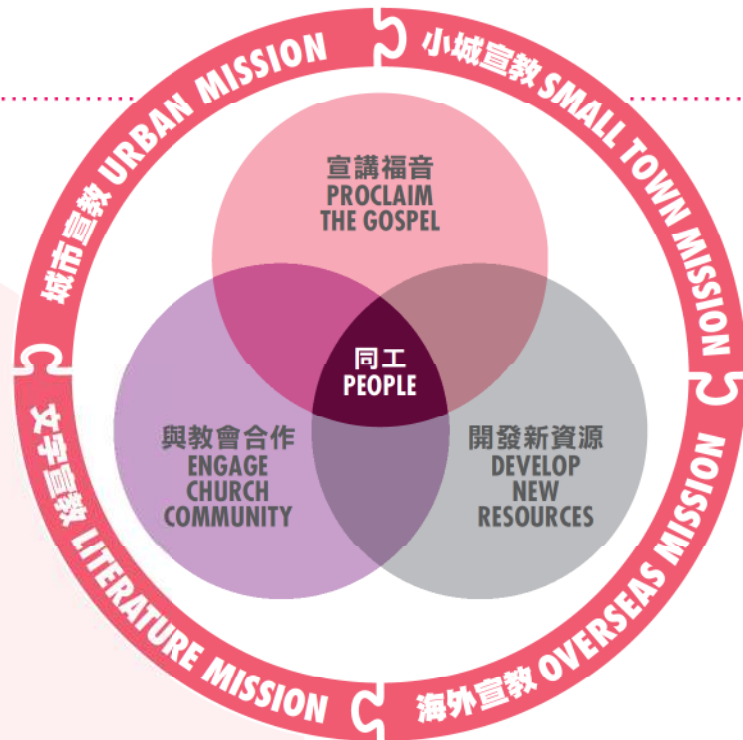 城市宣教 URBAN MISSION
小城宣教 SMALL TOWN MISSION
宣講福音
PROCLAIM
THE GOSPEL
同工
PEOPLE
與教會合作
ENGAGE
CHURCH
COMMUNITY
開發新資源
DEVELOP
NEW
RESOURCES
文字宣教 LITERATURE MISSION
海外宣教 OVERSEAS MISSION